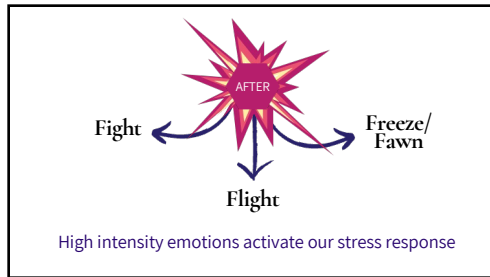 AFTER
Fight
Freeze/
Fawn
Flight
High intensity emotions activate our stress response